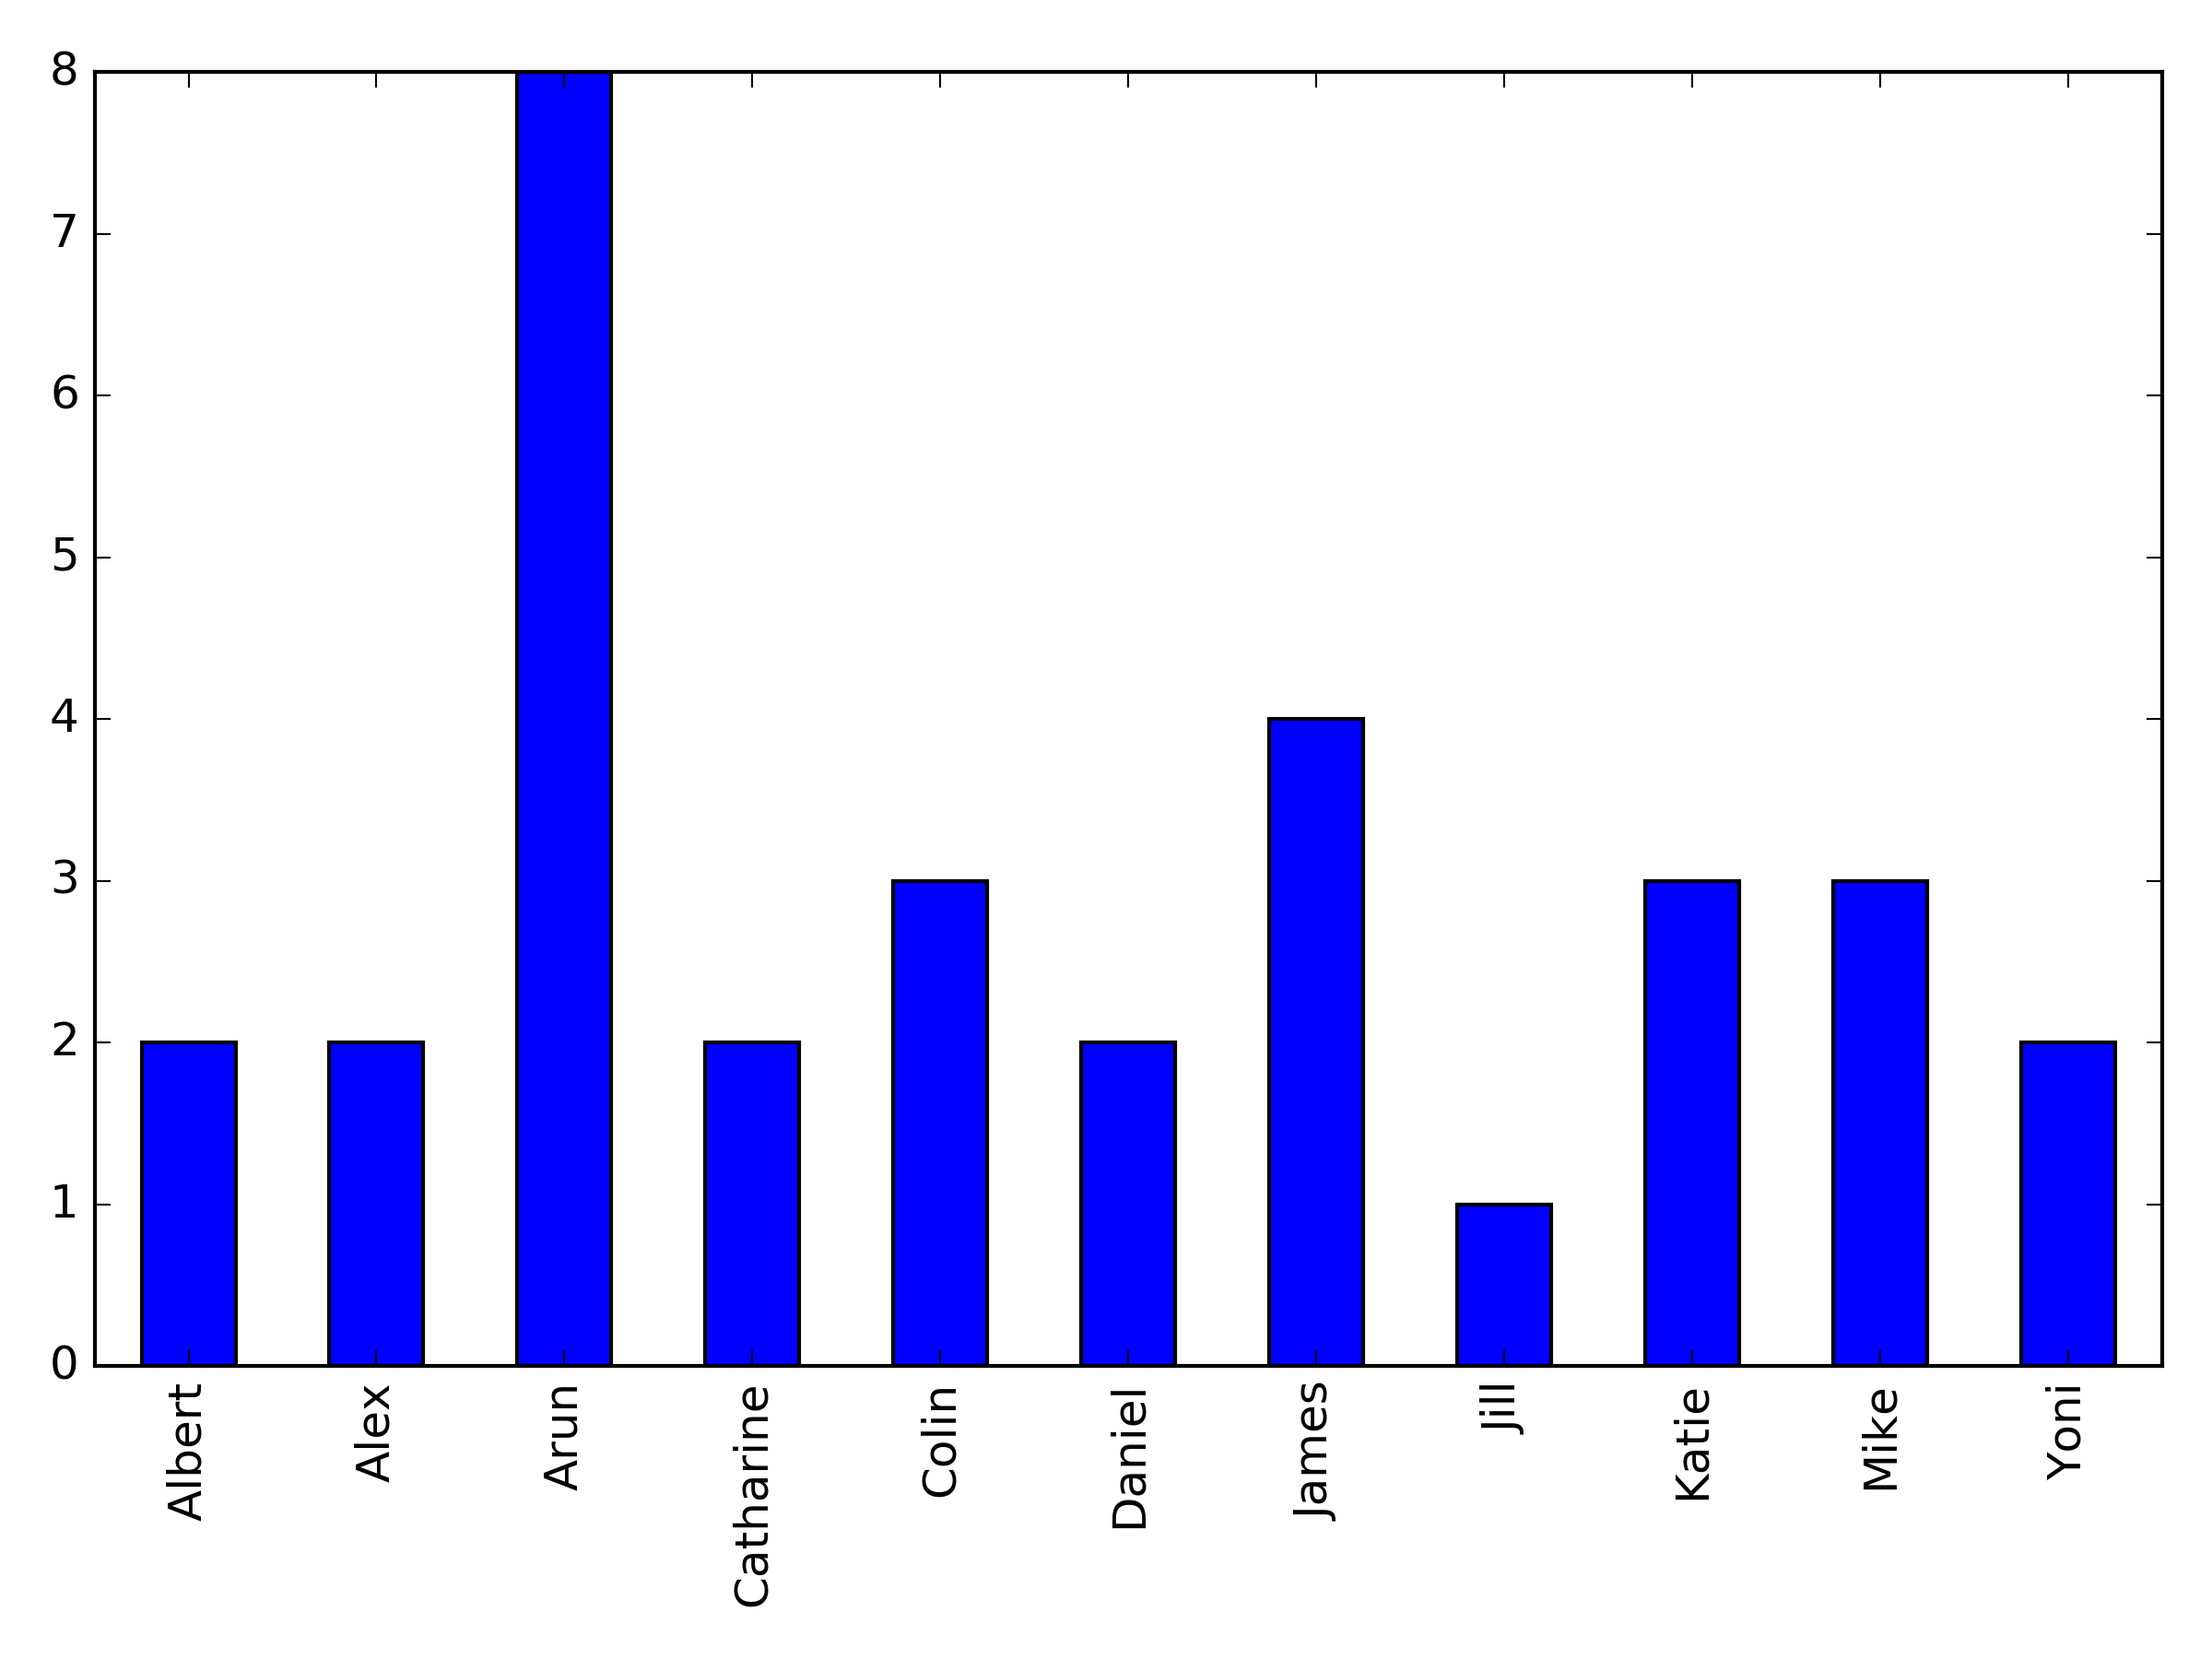 8
7
6
5
4
3
2
1
0
Albert
Alex
Arun
Catharine
Colin
Daniel
James
Jill
Katie
Mike
Yoni